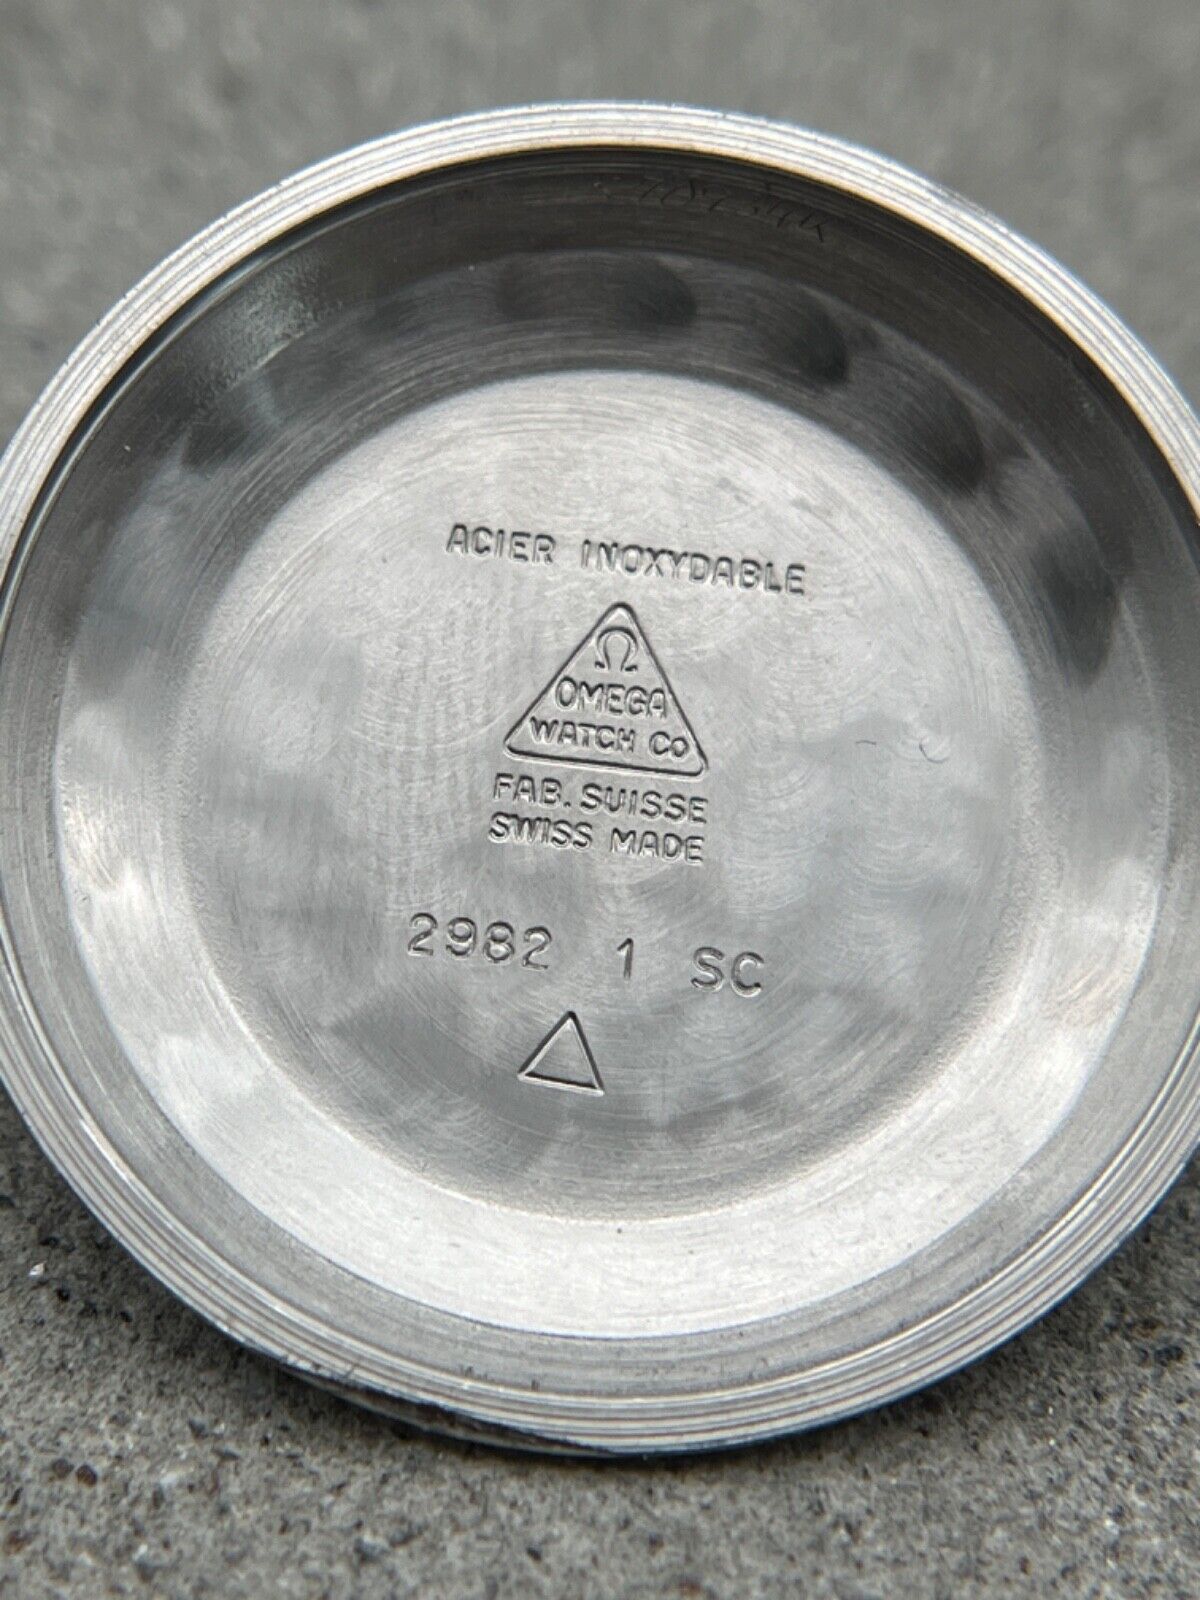 ACIER INOXYDABLE
Ω
OMEGA
WATCH CO
FAB. SUISSE
SWISS MADE
2982 1 SC